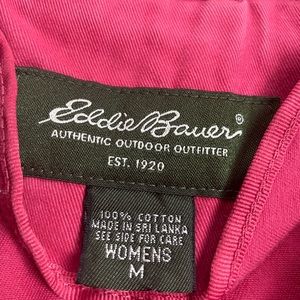 Eddie Bauer®
AUTHENTIC OUTDOOR OUTFITTER
EST. 1920
100% COTTON
MADE IN SRI LANKA
SEE SIDE FOR CARE
WOMENS
M